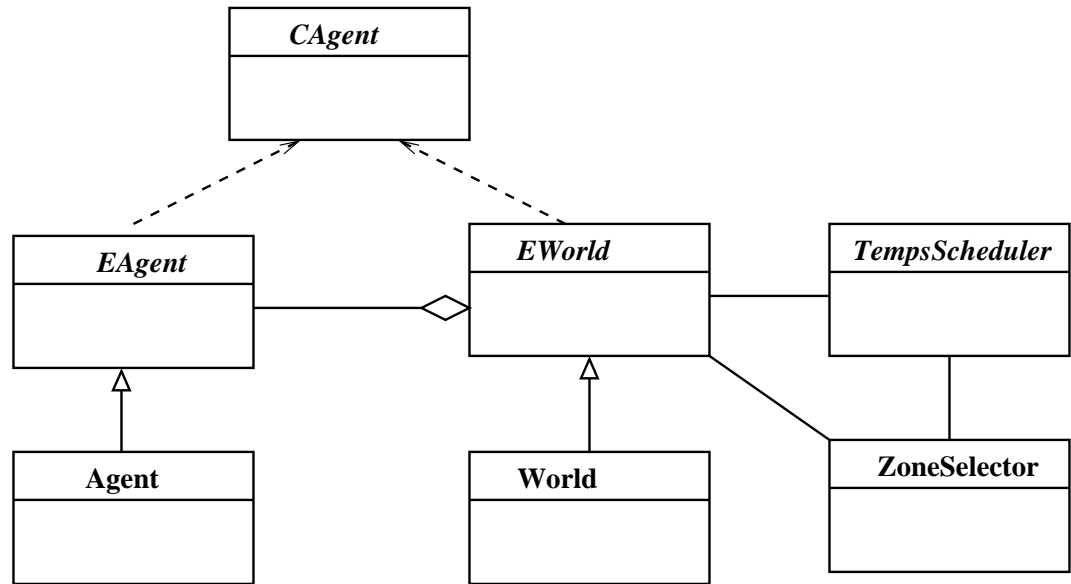 CAgent
EAgent
EWorld
TempsScheduler
Agent
World
ZoneSelector